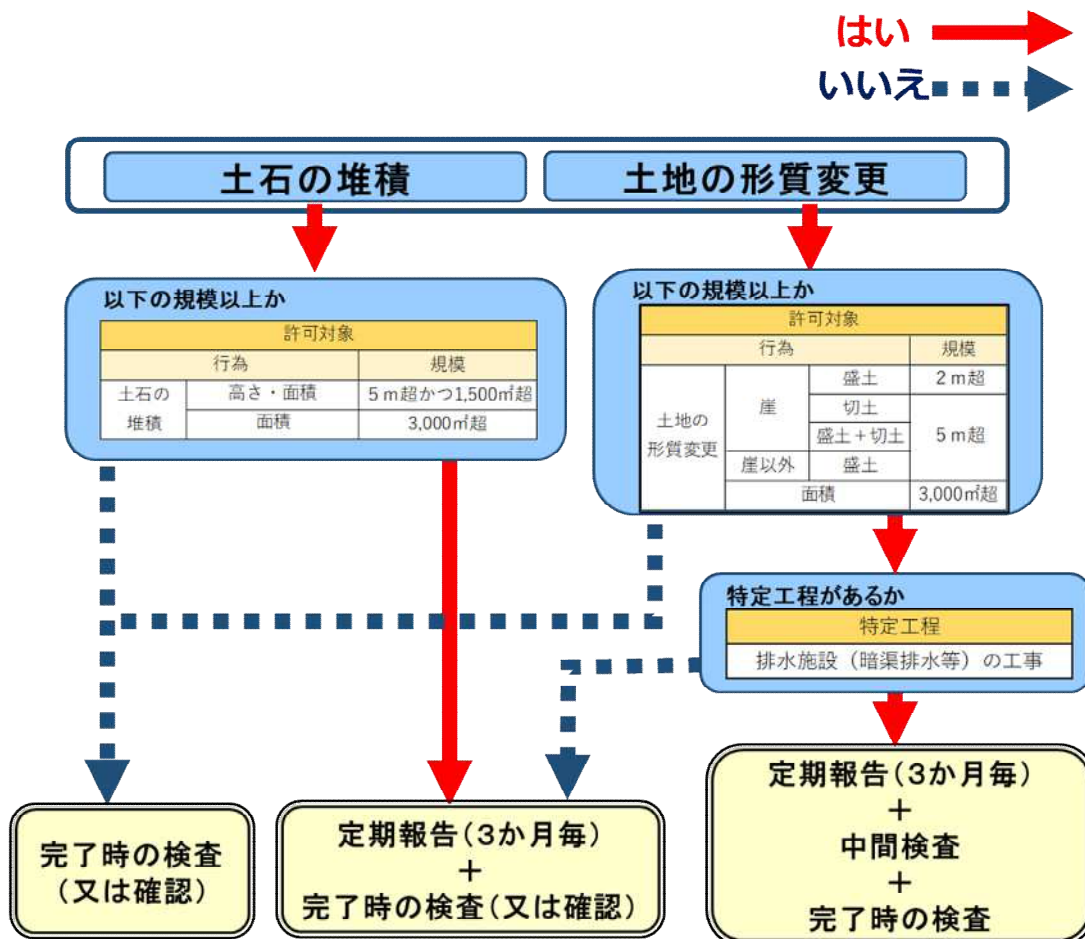 はい
いいえ
土石の堆積
土地の形質変更
以下の規模以上か
許可対象
行為 規模
土石の堆積 高さ・面積 5m超かつ1,500㎡超
面積 3,000㎡超
以下の規模以上か
許可対象
行為 規模
土地の形質変更 崖 盛土 2m超
切土 5m超
盛土+切土
崖以外 盛土
面積 3,000㎡超
特定工程があるか
特定工程
排水施設(暗渠排水等)の工事
完了時の検査
(又は確認)
定期報告(3か月毎)
+
完了時の検査(又は確認)
定期報告(3か月毎)
+
中間検査
+
完了時の検査